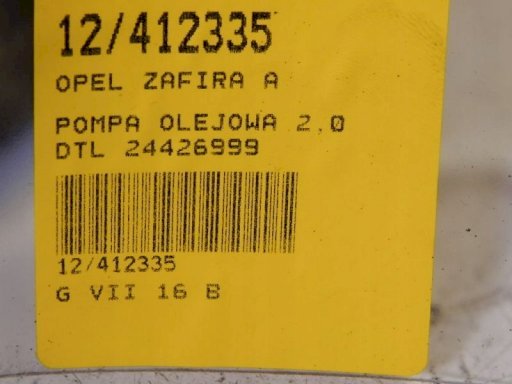 12/412335
OPEL ZAFIRA A
POMPA OLEJOWA 2.0
DTL 24426999
12/412335
G VII 16 B